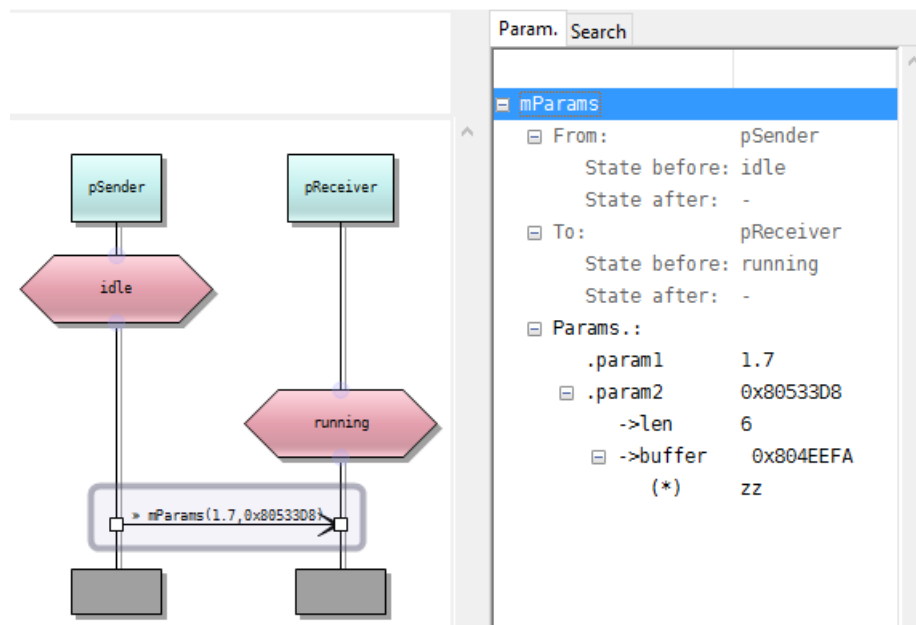 Param. Search
mParams
From: pSender
State before: idle
State after: -
To: pReceiver
State before: running
State after: -
Params.:
.param1 1.7
.param2 0x80533D8
->len 6
->buffer 0x804EEFA
(*) zz
pSender
pReceiver
idle
running
» mParams(1.7,0x80533D8)